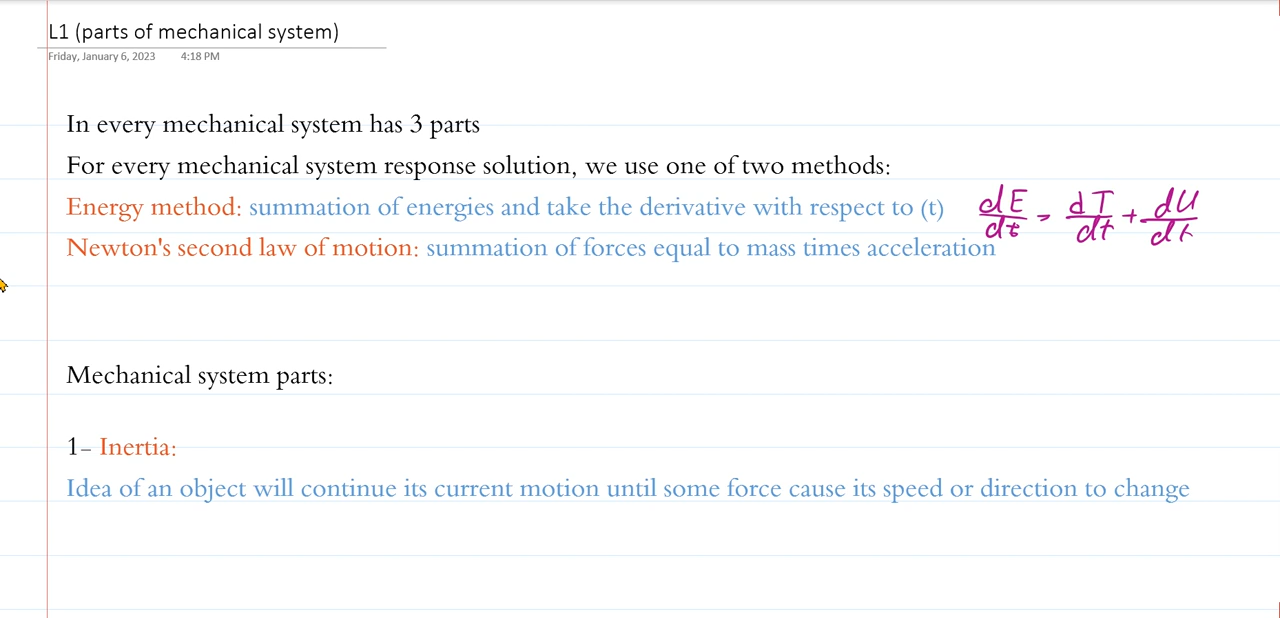 L1 (parts of mechanical system)
Friday, January 6, 2023 4:18 PM
In every mechanical system has 3 parts
For every mechanical system response solution, we use one of two methods:
Energy method: summation of energies and take the derivative with respect to (t) dE/dt = dT/dt + dU/dt
Newton's second law of motion: summation of forces equal to mass times acceleration
Mechanical system parts:
1- Inertia:
Idea of an object will continue its current motion until some force cause its speed or direction to change